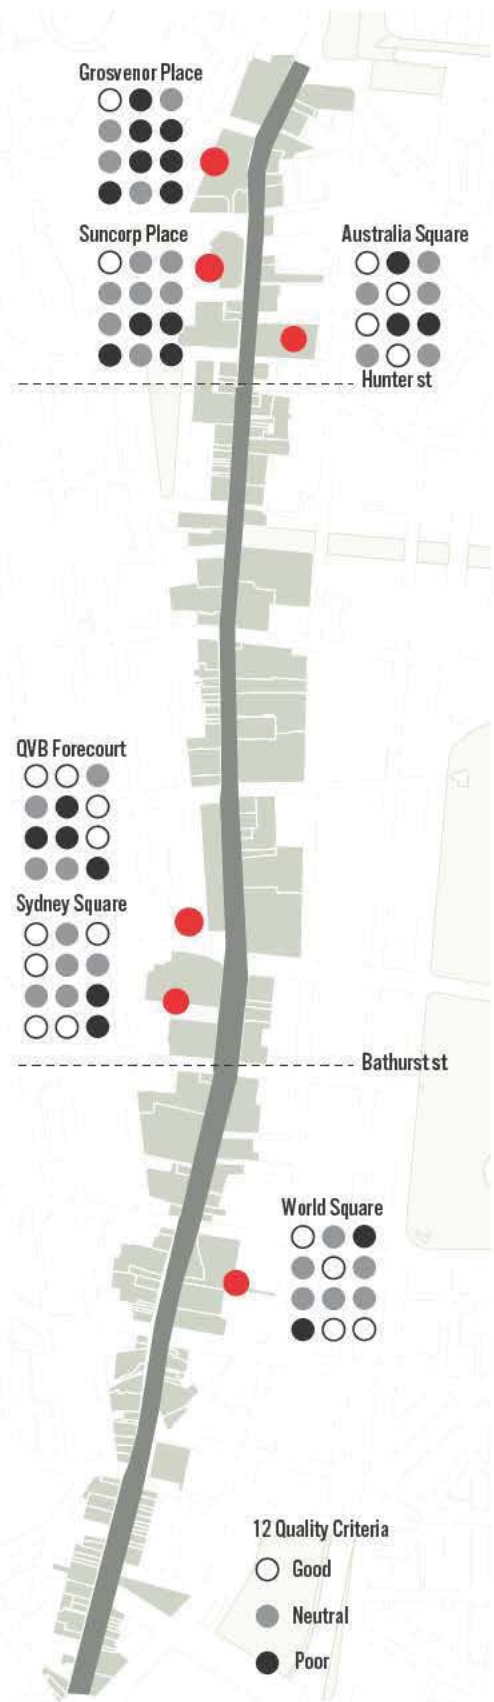 Grosvenor Place
Suncorp Place
Australia Square
Hunter st
QVB Forecourt
Sydney Square
Bathurst st
World Square
12 Quality Criteria
Good
Neutral
Poor